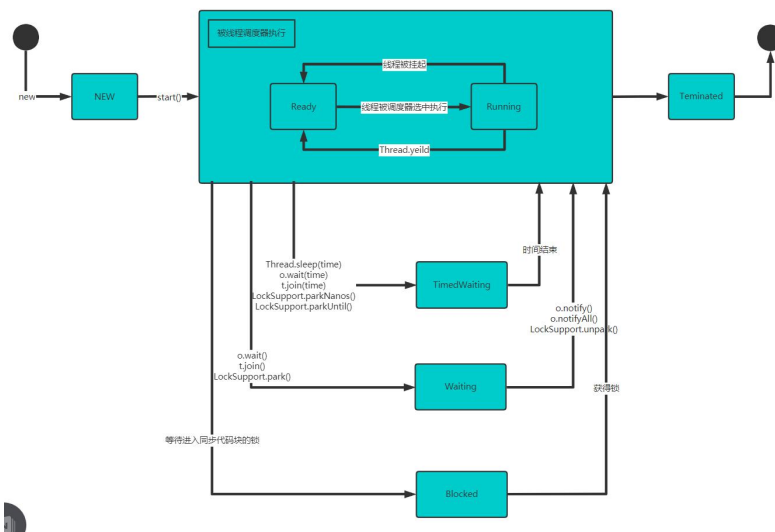 被线程调度器执行
线程被挂起
new
NEW
start()
Ready
线程被调度器选中执行
Running
Teminated
Thread.yeild
时间结束
Thread.sleep(time)
o.wait(time)
t.join(time)
LockSupport.parkNanos()
LockSupport.parkUntil()
TimedWaiting
o.notify()
o.notifyAll()
LockSupport.unpark()
o.wait()
t.join()
LockSupport.park()
Waiting
获得锁
等待进入同步代码块的锁
Blocked